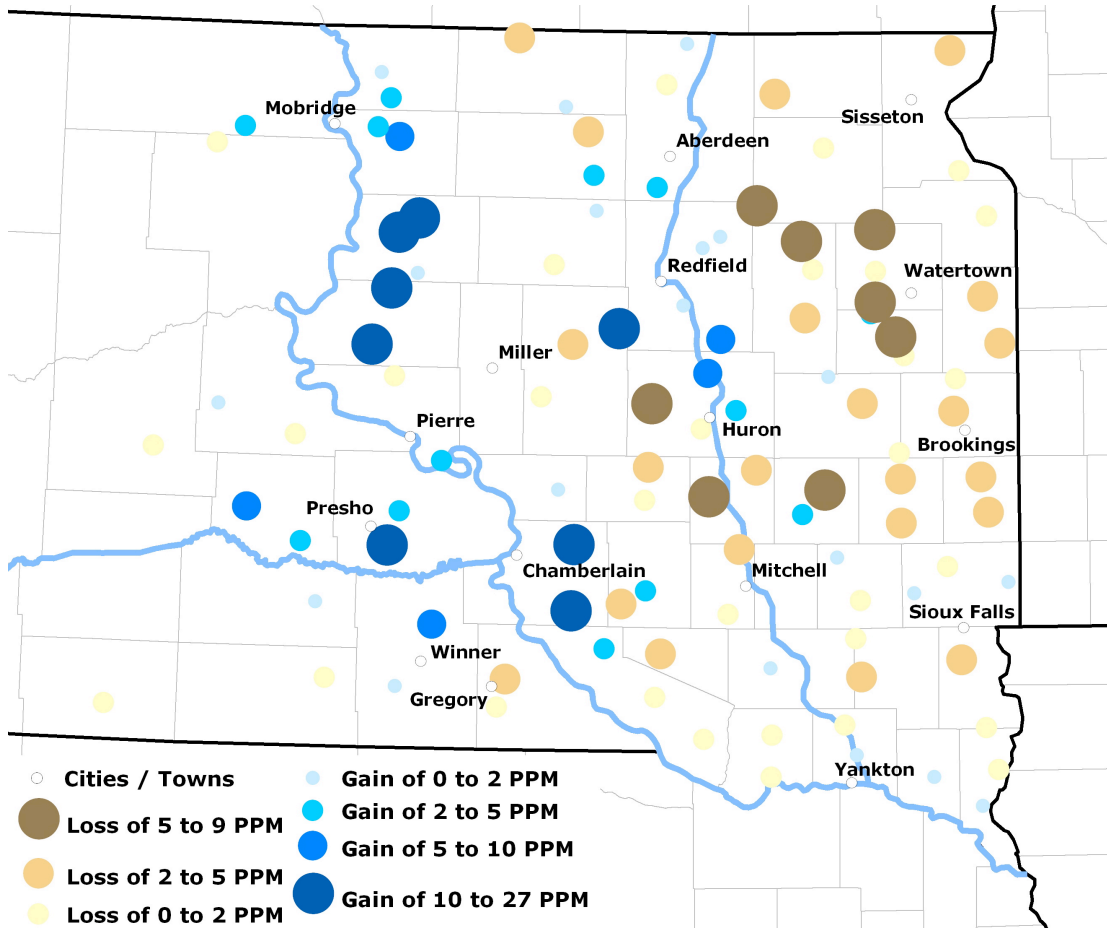 Mobridge
Sisseton
Aberdeen
Redfield
Watertown
Miller
Pierre
Huron
Brookings
Presho
Chamberlain
Mitchell
Sioux Falls
Winner
Gregory
Yankton
Cities / Towns
Loss of 5 to 9 PPM
Loss of 2 to 5 PPM
Loss of 0 to 2 PPM
Gain of 0 to 2 PPM
Gain of 2 to 5 PPM
Gain of 5 to 10 PPM
Gain of 10 to 27 PPM